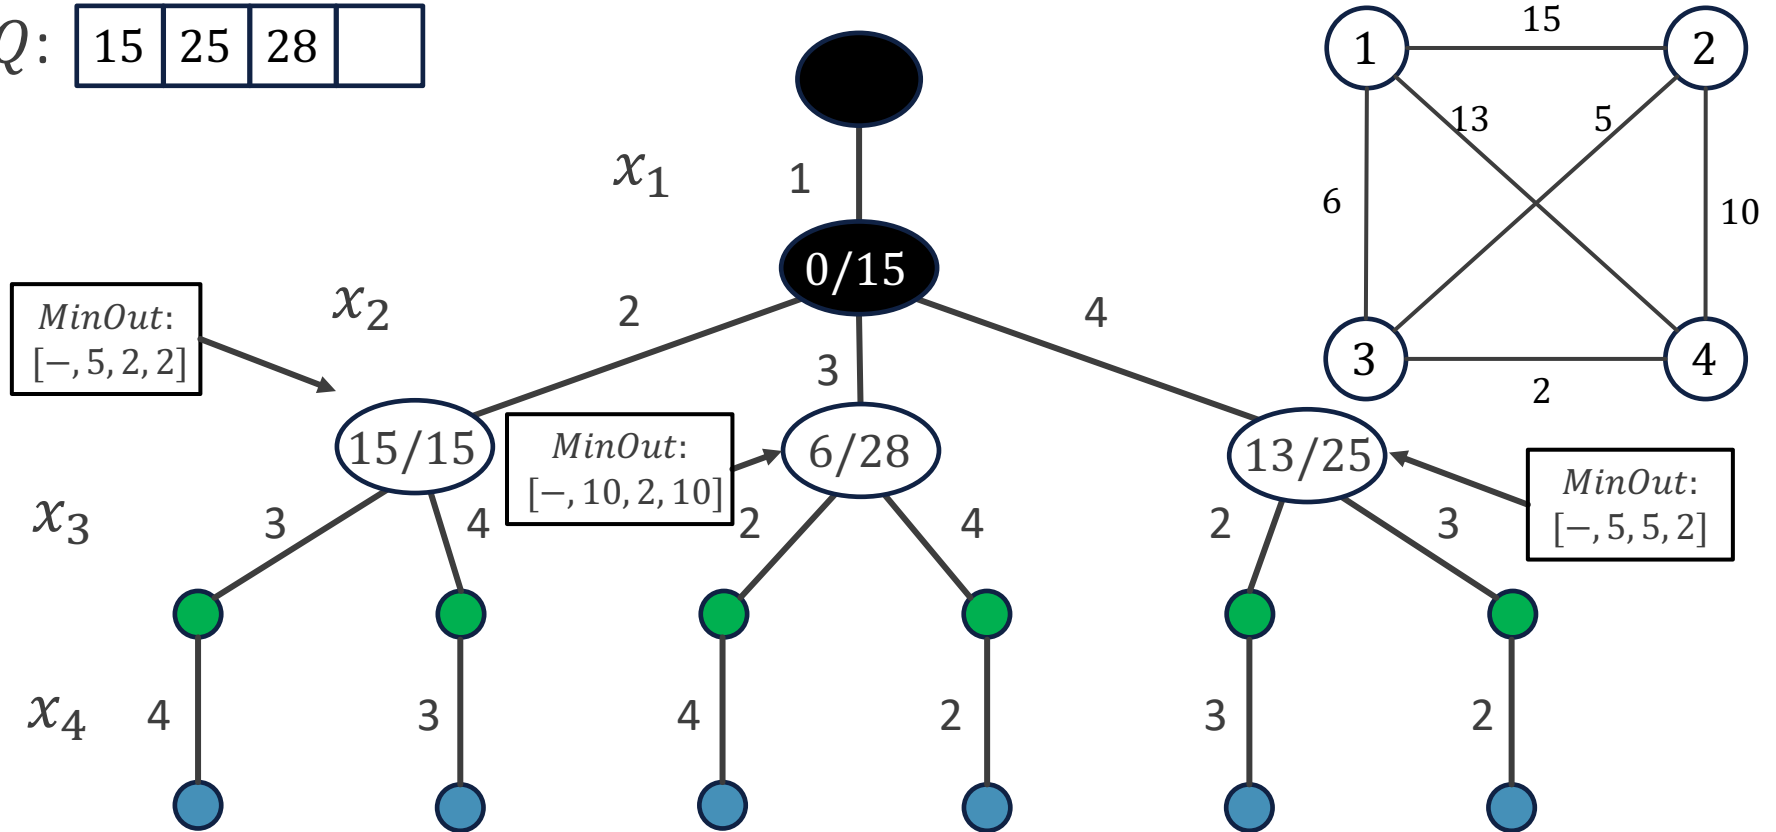 Q: 15 25 28
1 15 2
13 5
6 10
3 2 4
x₁ 1
0/15
x₂ 2 3 4
MinOut:
[−, 5, 2, 2]
15/15
MinOut:
[−, 10, 2, 10]
6/28
13/25
MinOut:
[−, 5, 5, 2]
x₃ 3 4 2 4 2 3
x₄ 4 3 4 2 3 2